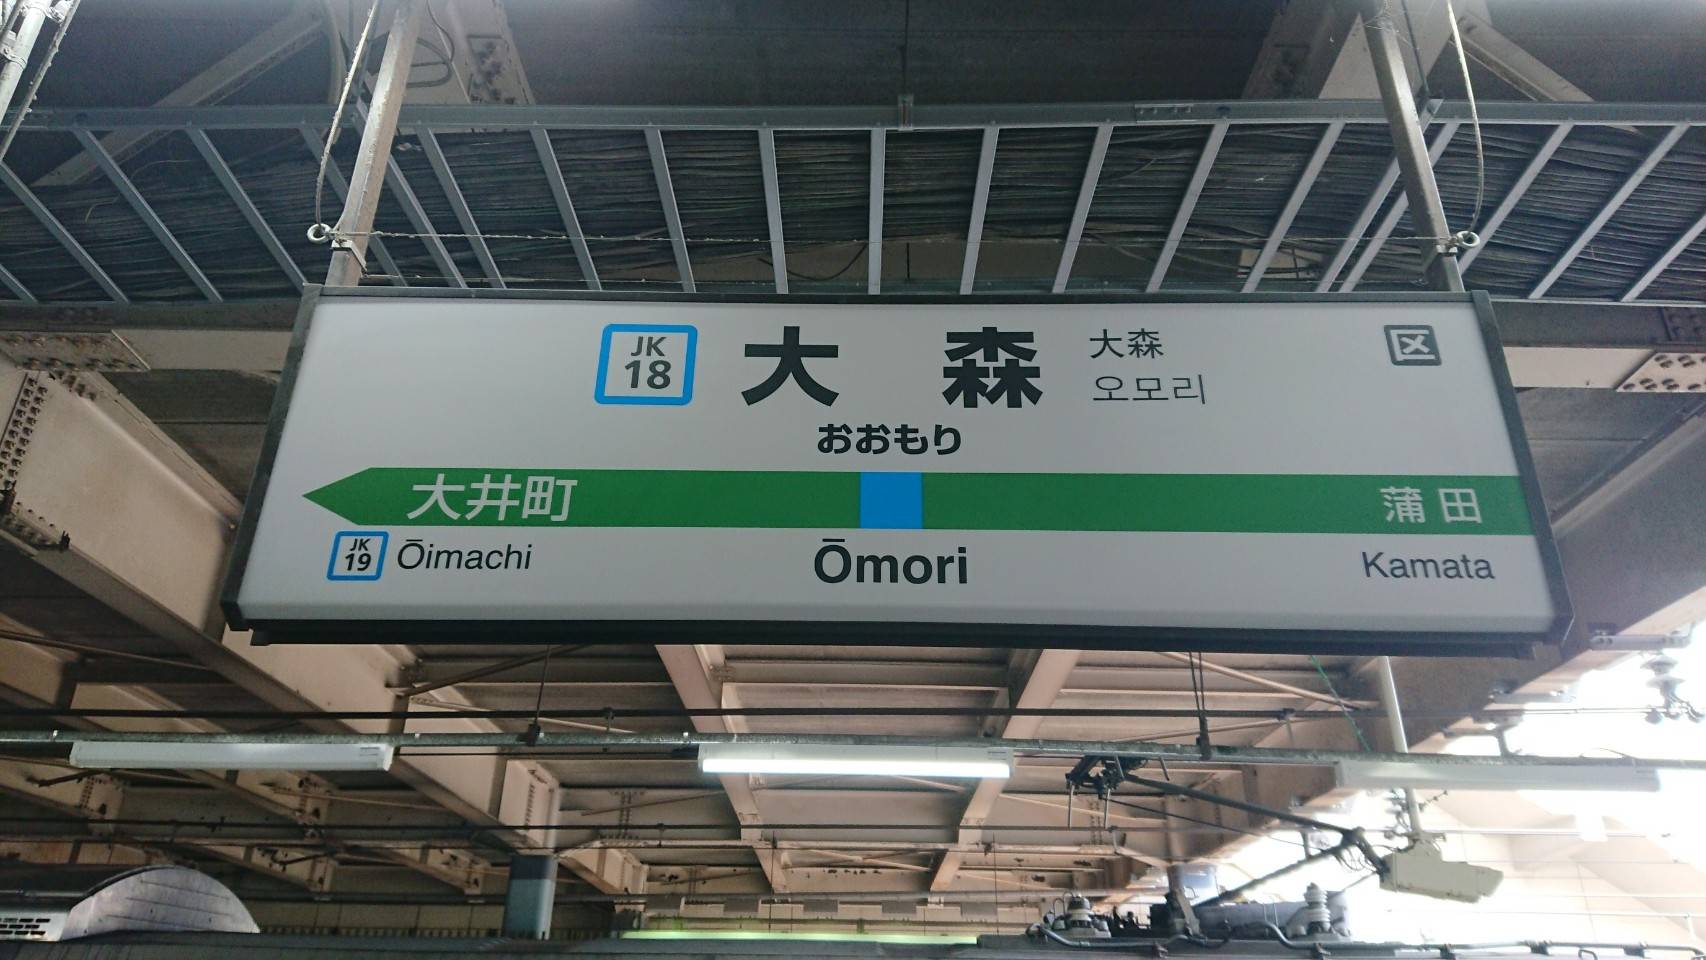 JK
18
大森
大森
오모리
区
おおもり
大井町
蒲田
JK
19
Ōimachi
Ōmori
Kamata